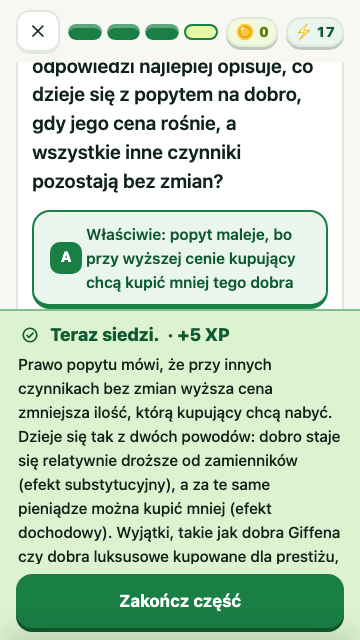 0
17
odpowiedzi najlepiej opisuje, co
dzieje się z popytem na dobro,
gdy jego cena rośnie, a
wszystkie inne czynniki
pozostają bez zmian?
A
Właściwie: popyt maleje, bo
przy wyższej cenie kupujący
chcą kupić mniej tego dobra
Teraz siedzi. · +5 XP
Prawo popytu mówi, że przy innych
czynnikach bez zmian wyższa cena
zmniejsza ilość, którą kupujący chcą nabyć.
Dzieje się tak z dwóch powodów: dobro staje
się relatywnie droższe od zamienników
(efekt substytucyjny), a za te same
pieniądze można kupić mniej (efekt
dochodowy). Wyjątki, takie jak dobra Giffena
czy dobra luksusowe kupowane dla prestiżu,
Zakończ część